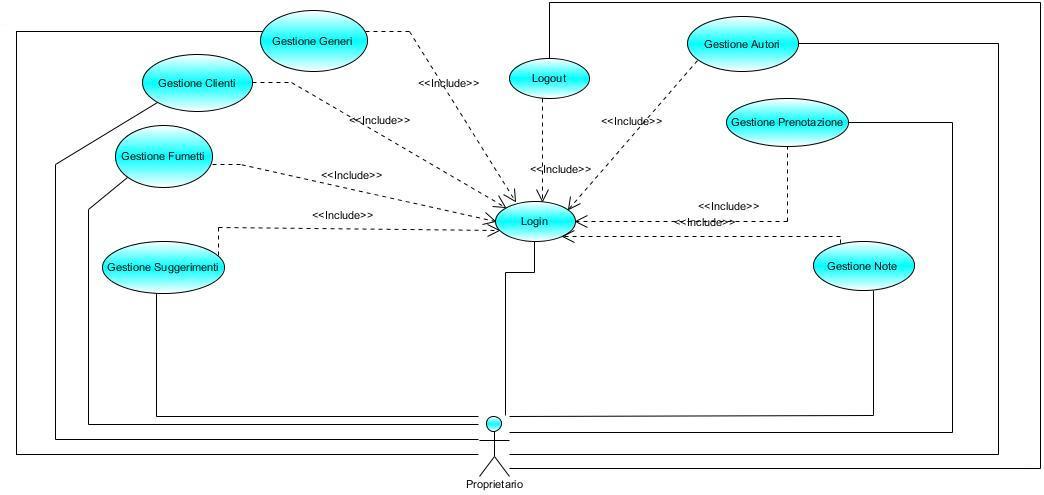 Gestione Generi
Gestione Autori
Logout
Gestione Clienti
<<Include>>
<<Include>>
<<Include>>
Gestione Prenotazione
Gestione Fumetti
<<Include>>
<<Include>>
<<Include>>
<<Include>>
Login
<<Include>>
Gestione Suggerimenti
Gestione Note
Proprietario